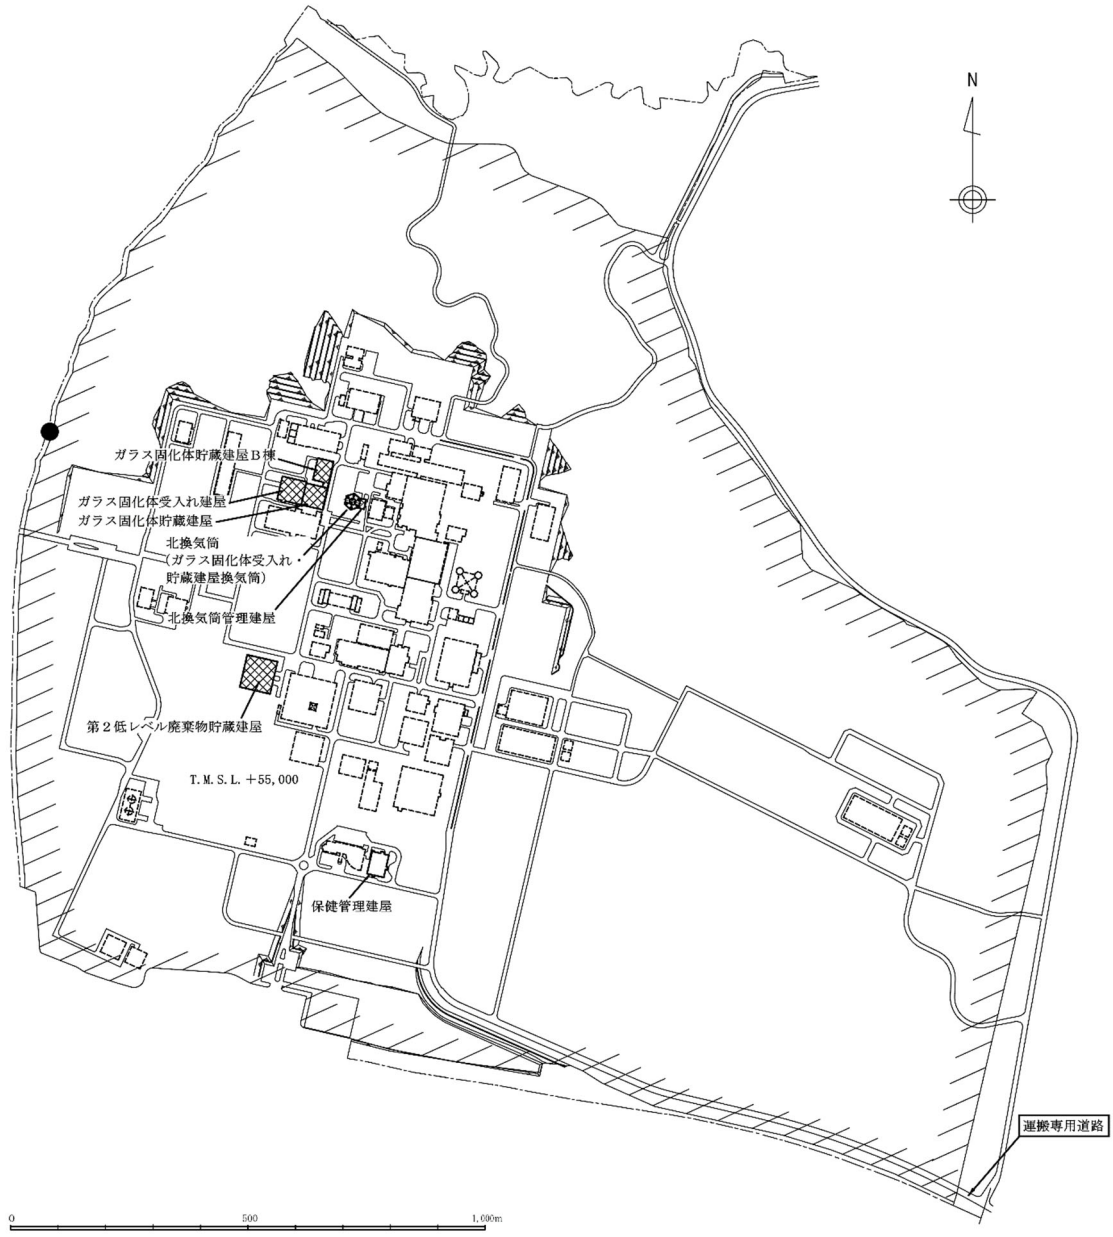 N
ガラス固化体貯蔵建屋B棟
ガラス固化体受入れ建屋
ガラス固化体貯蔵建屋
北換気筒
(ガラス固化体受入れ・
貯蔵建屋換気筒)
北換気筒管理建屋
第2低レベル廃棄物貯蔵建屋
T.M.S.L. +55,000
保健管理建屋
運搬専用道路
0 500 1,000m